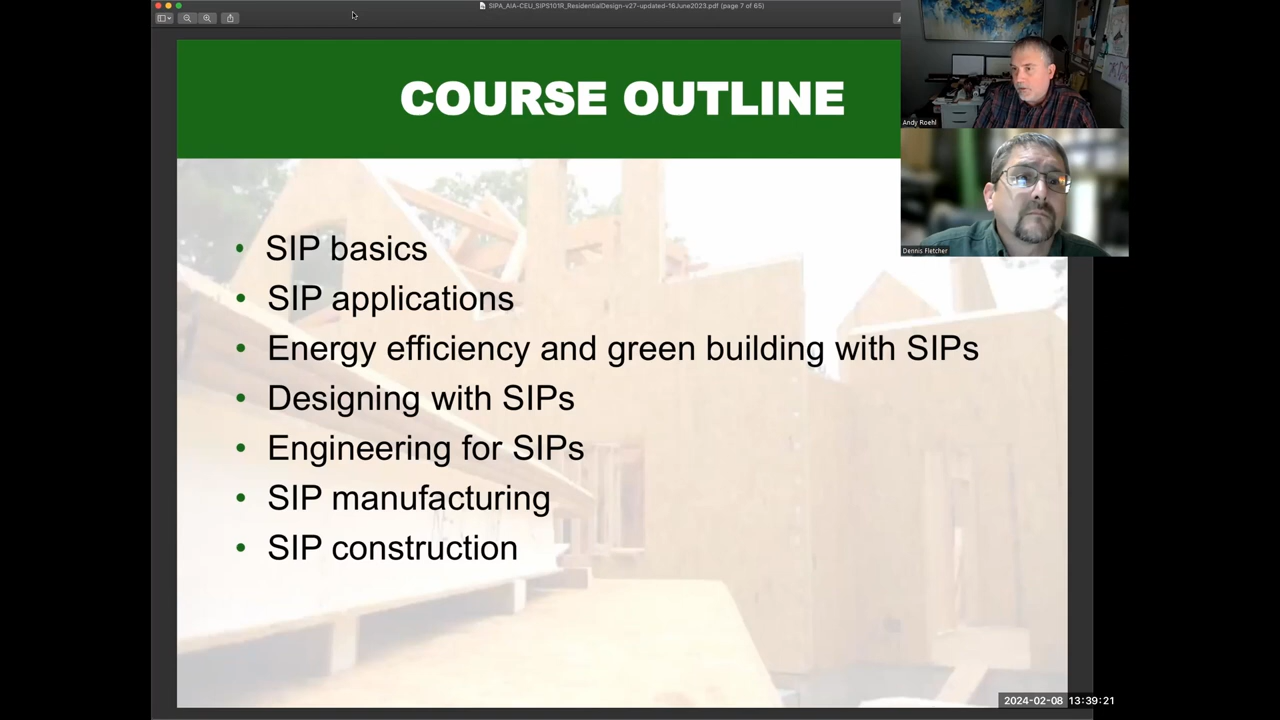 SIPA_AIA-CEU_SIPS101R_ResidentialDesign-v27-updated-16June2023.pdf (page 7 of 65)
COURSE OUTLINE
Andy Roehl
Dennis Fletcher
• SIP basics
• SIP applications
• Energy efficiency and green building with SIPs
• Designing with SIPs
• Engineering for SIPs
• SIP manufacturing
• SIP construction
2024-02-08 13:39:21